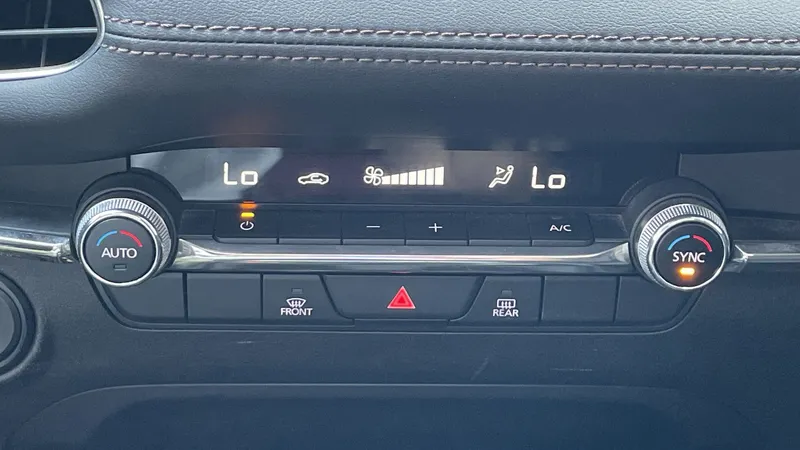 Lo Lo
− + A/C
AUTO SYNC
FRONT REAR